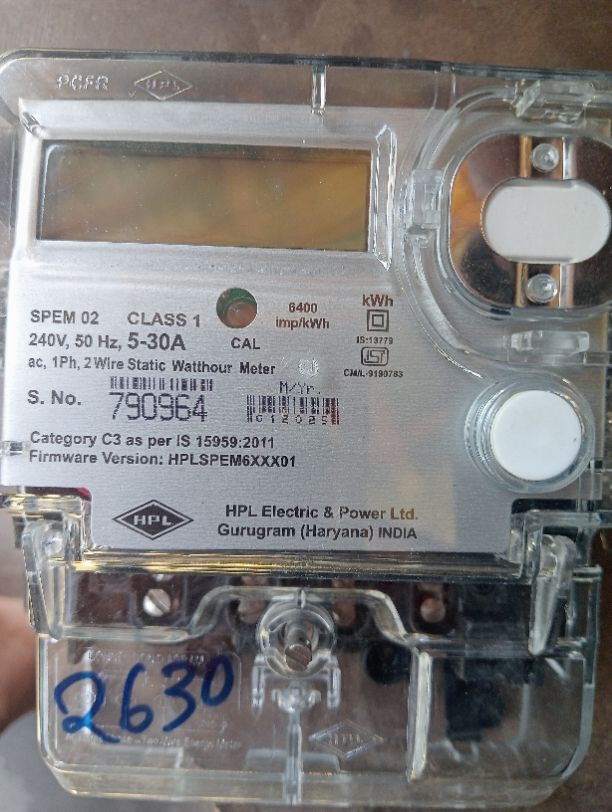 PCFR HPL
SPEM 02 CLASS 1
240V, 50 Hz, 5-30A
CAL
6400
imp/kWh
kWh
IS:13779
CM/L-9190783
ac, 1Ph, 2 Wire Static Watthour Meter
S. No. 790964
M/Yr.
Category C3 as per IS 15959:2011
Firmware Version: HPLSPEM6XXX01
HPL
HPL Electric & Power Ltd.
Gurugram (Haryana) INDIA
2630
HPL